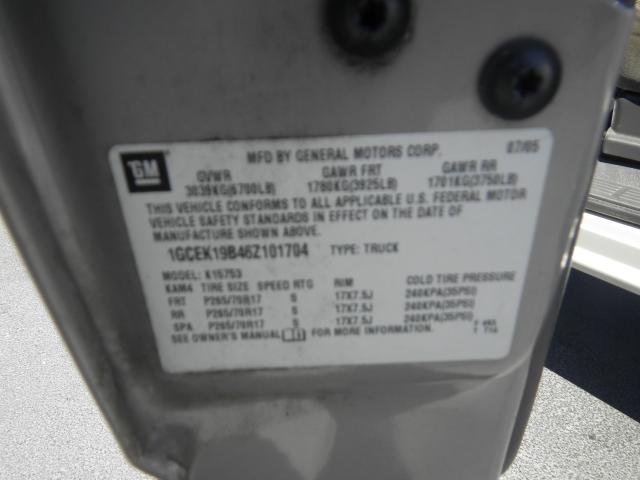 GM
MFD BY GENERAL MOTORS CORP. 07/05
GVWR GAWR FRT GAWR RR
3039KG(6700LB) 1780KG(3925LB) 1701KG(3750LB)
THIS VEHICLE CONFORMS TO ALL APPLICABLE U.S. FEDERAL MOTOR
VEHICLE SAFETY STANDARDS IN EFFECT ON THE DATE OF
MANUFACTURE SHOWN ABOVE.
1GCEK19B46Z101704 TYPE: TRUCK
MODEL: K15753
KAM4 TIRE SIZE SPEED RTG RIM COLD TIRE PRESSURE
FRT P265/70R17 S 17X7.5J 240KPA(35PSI)
RR P265/70R17 S 17X7.5J 240KPA(35PSI)
SPA P265/70R17 S 17X7.5J 240KPA(35PSI)
SEE OWNER'S MANUAL FOR MORE INFORMATION.